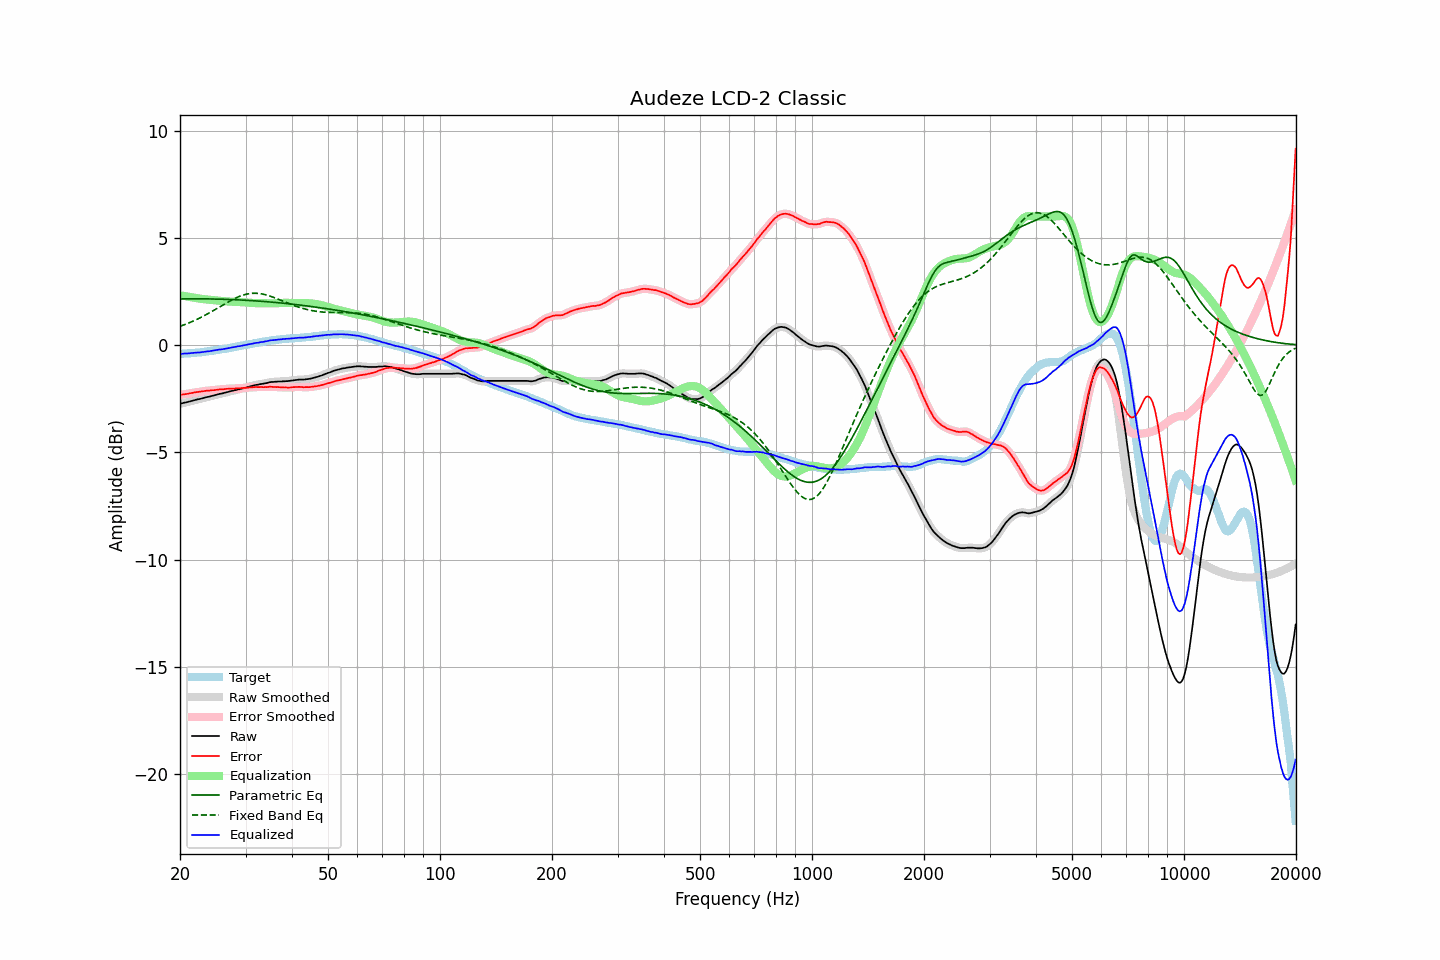 Audeze LCD-2 Classic
Amplitude (dBr)
10
5
0
−5
−10
−15
−20
Target
Raw Smoothed
Error Smoothed
Raw
Error
Equalization
Parametric Eq
Fixed Band Eq
Equalized
20 50 100 200 500 1000 2000 5000 10000 20000
Frequency (Hz)